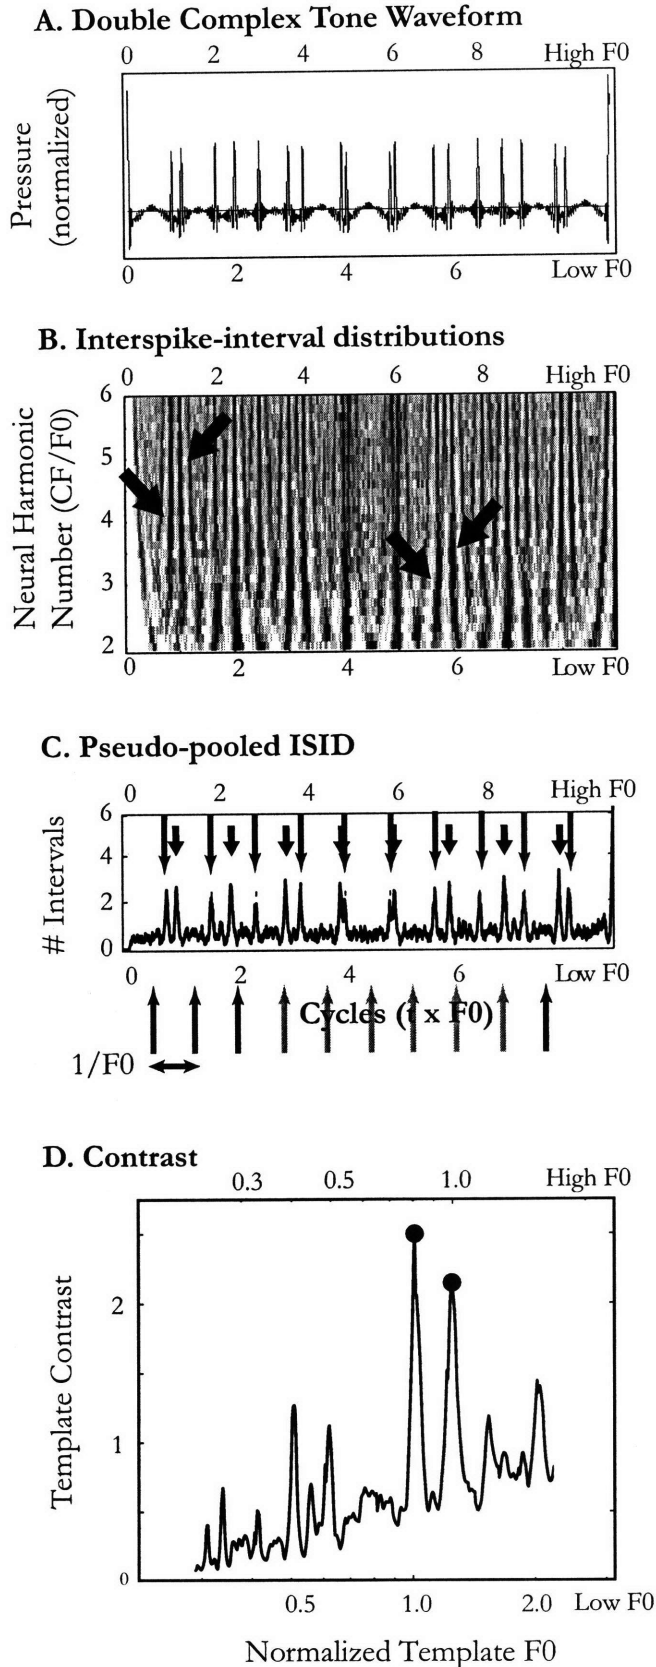 A. Double Complex Tone Waveform
0 2 4 6 8 High F0
Pressure
(normalized)
0 2 4 6 Low F0
B. Interspike-interval distributions
0 2 4 6 8 High F0
Neural Harmonic
Number (CF/F0)
6
5
4
3
2
0 2 4 6 Low F0
C. Pseudo-pooled ISID
0 2 4 6 8 High F0
# Intervals
6
4
2
0
0 2 4 6 Low F0
Cycles (t x F0)
1/F0
D. Contrast
0.3 0.5 1.0 High F0
Template Contrast
2
1
0
0.5 1.0 2.0 Low F0
Normalized Template F0